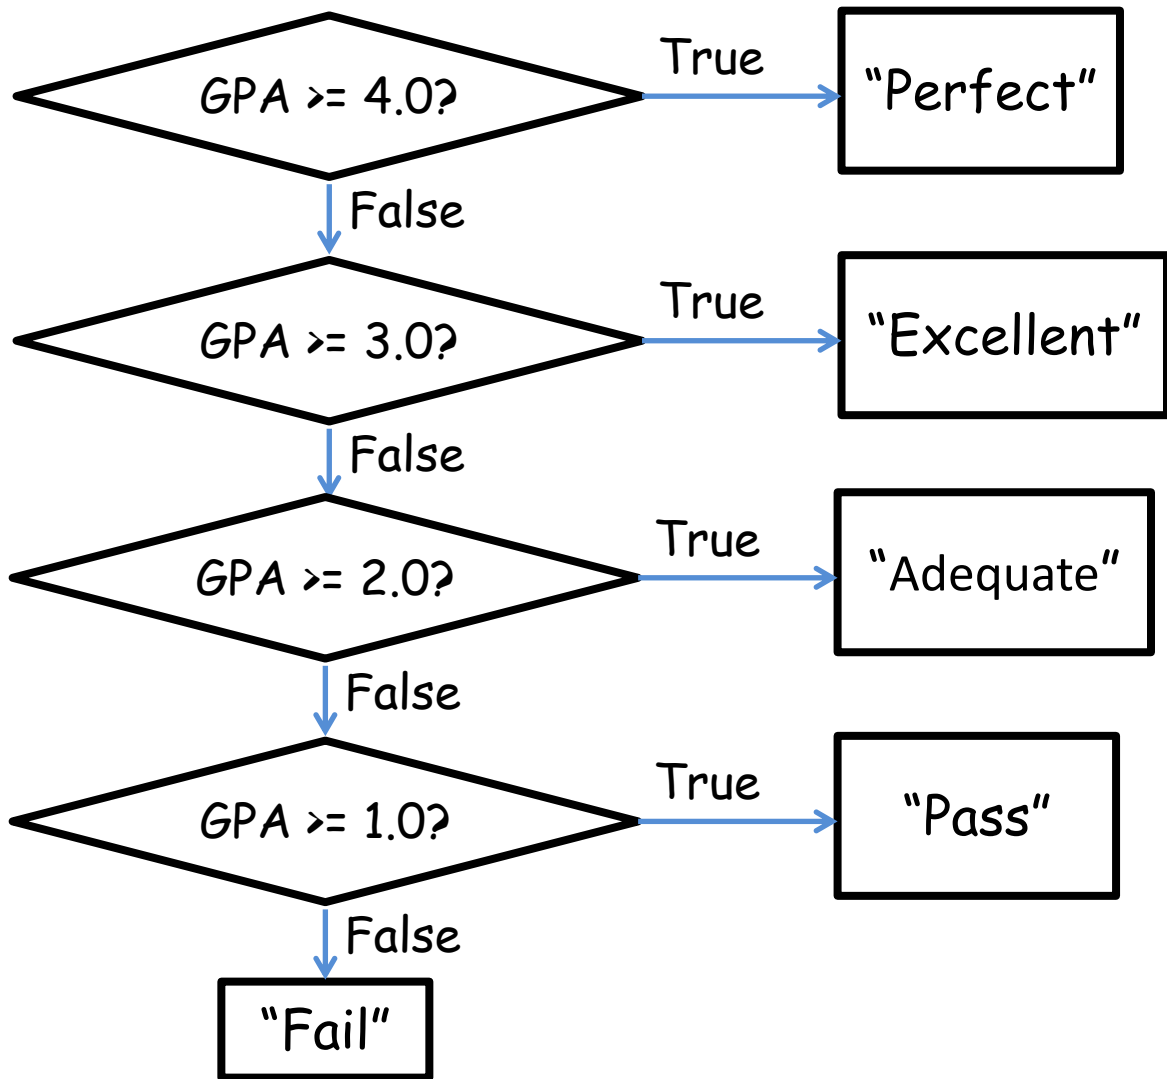 GPA >= 4.0?
True
“Perfect”
False
GPA >= 3.0?
True
“Excellent”
False
GPA >= 2.0?
True
“Adequate”
False
GPA >= 1.0?
True
“Pass”
False
“Fail”